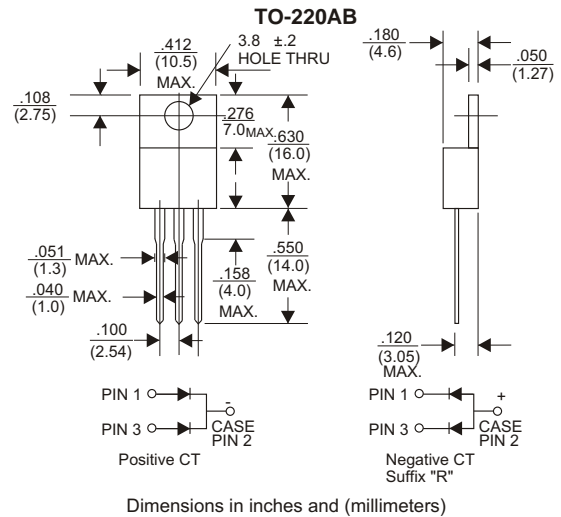 TO-220AB
.412
(10.5)
MAX.
3.8 ±.2
HOLE THRU
.180
(4.6)
.050
(1.27)
.108
(2.75)
.276
7.0MAX.
.630
(16.0)
MAX.
.051
(1.3) MAX.
.040
(1.0) MAX.
.158
(4.0)
MAX.
.550
(14.0)
MAX.
.100
(2.54)
.120
(3.05)
MAX.
PIN 1
-
PIN 3
CASE
PIN 2
Positive CT
PIN 1
+
PIN 3
CASE
PIN 2
Negative CT
Suffix "R"
Dimensions in inches and (millimeters)